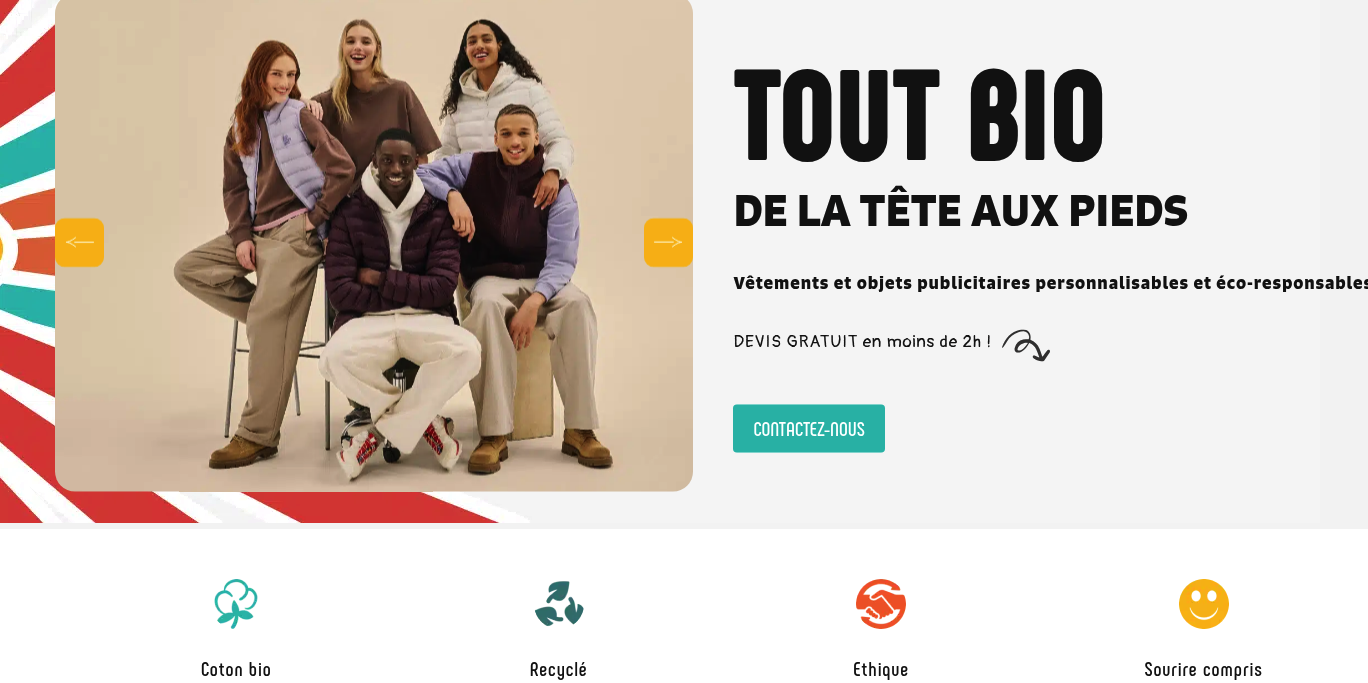 TOUT BIO
DE LA TÊTE AUX PIEDS
Vêtements et objets publicitaires personnalisables et éco-responsables
DEVIS GRATUIT en moins de 2h !
CONTACTEZ-NOUS
Coton bio
Recyclé
Ethique
Sourire compris